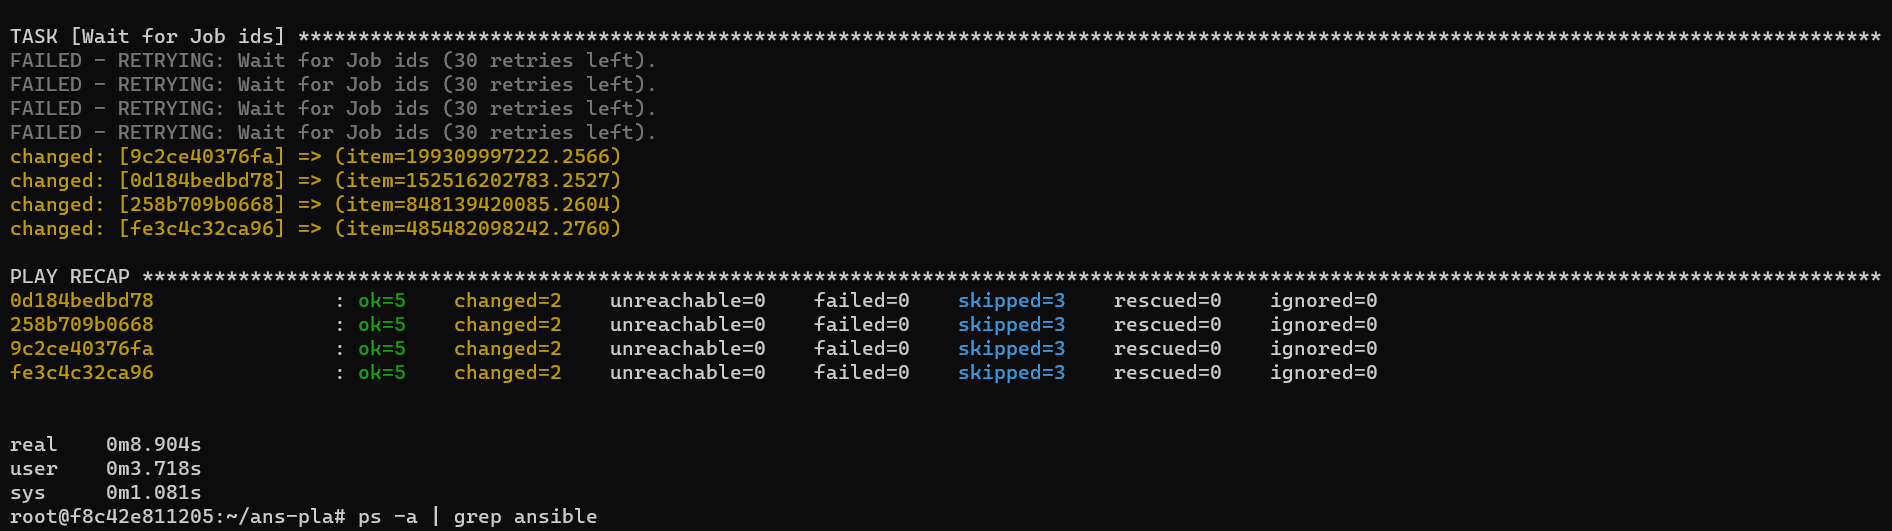 TASK [Wait for Job ids] ************************************************************************************************************************************
FAILED - RETRYING: Wait for Job ids (30 retries left).
FAILED - RETRYING: Wait for Job ids (30 retries left).
FAILED - RETRYING: Wait for Job ids (30 retries left).
FAILED - RETRYING: Wait for Job ids (30 retries left).
changed: [9c2ce40376fa] => (item=199309997222.2566)
changed: [0d184bedbd78] => (item=152516202783.2527)
changed: [258b709b0668] => (item=848139420085.2604)
changed: [fe3c4c32ca96] => (item=485482098242.2760)
PLAY RECAP *************************************************************************************************************************************************
0d184bedbd78               : ok=5    changed=2    unreachable=0    failed=0    skipped=3    rescued=0    ignored=0
258b709b0668               : ok=5    changed=2    unreachable=0    failed=0    skipped=3    rescued=0    ignored=0
9c2ce40376fa               : ok=5    changed=2    unreachable=0    failed=0    skipped=3    rescued=0    ignored=0
fe3c4c32ca96               : ok=5    changed=2    unreachable=0    failed=0    skipped=3    rescued=0    ignored=0
real    0m8.904s
user    0m3.718s
sys     0m1.081s
root@f8c42e811205:~/ans-pla# ps -a | grep ansible